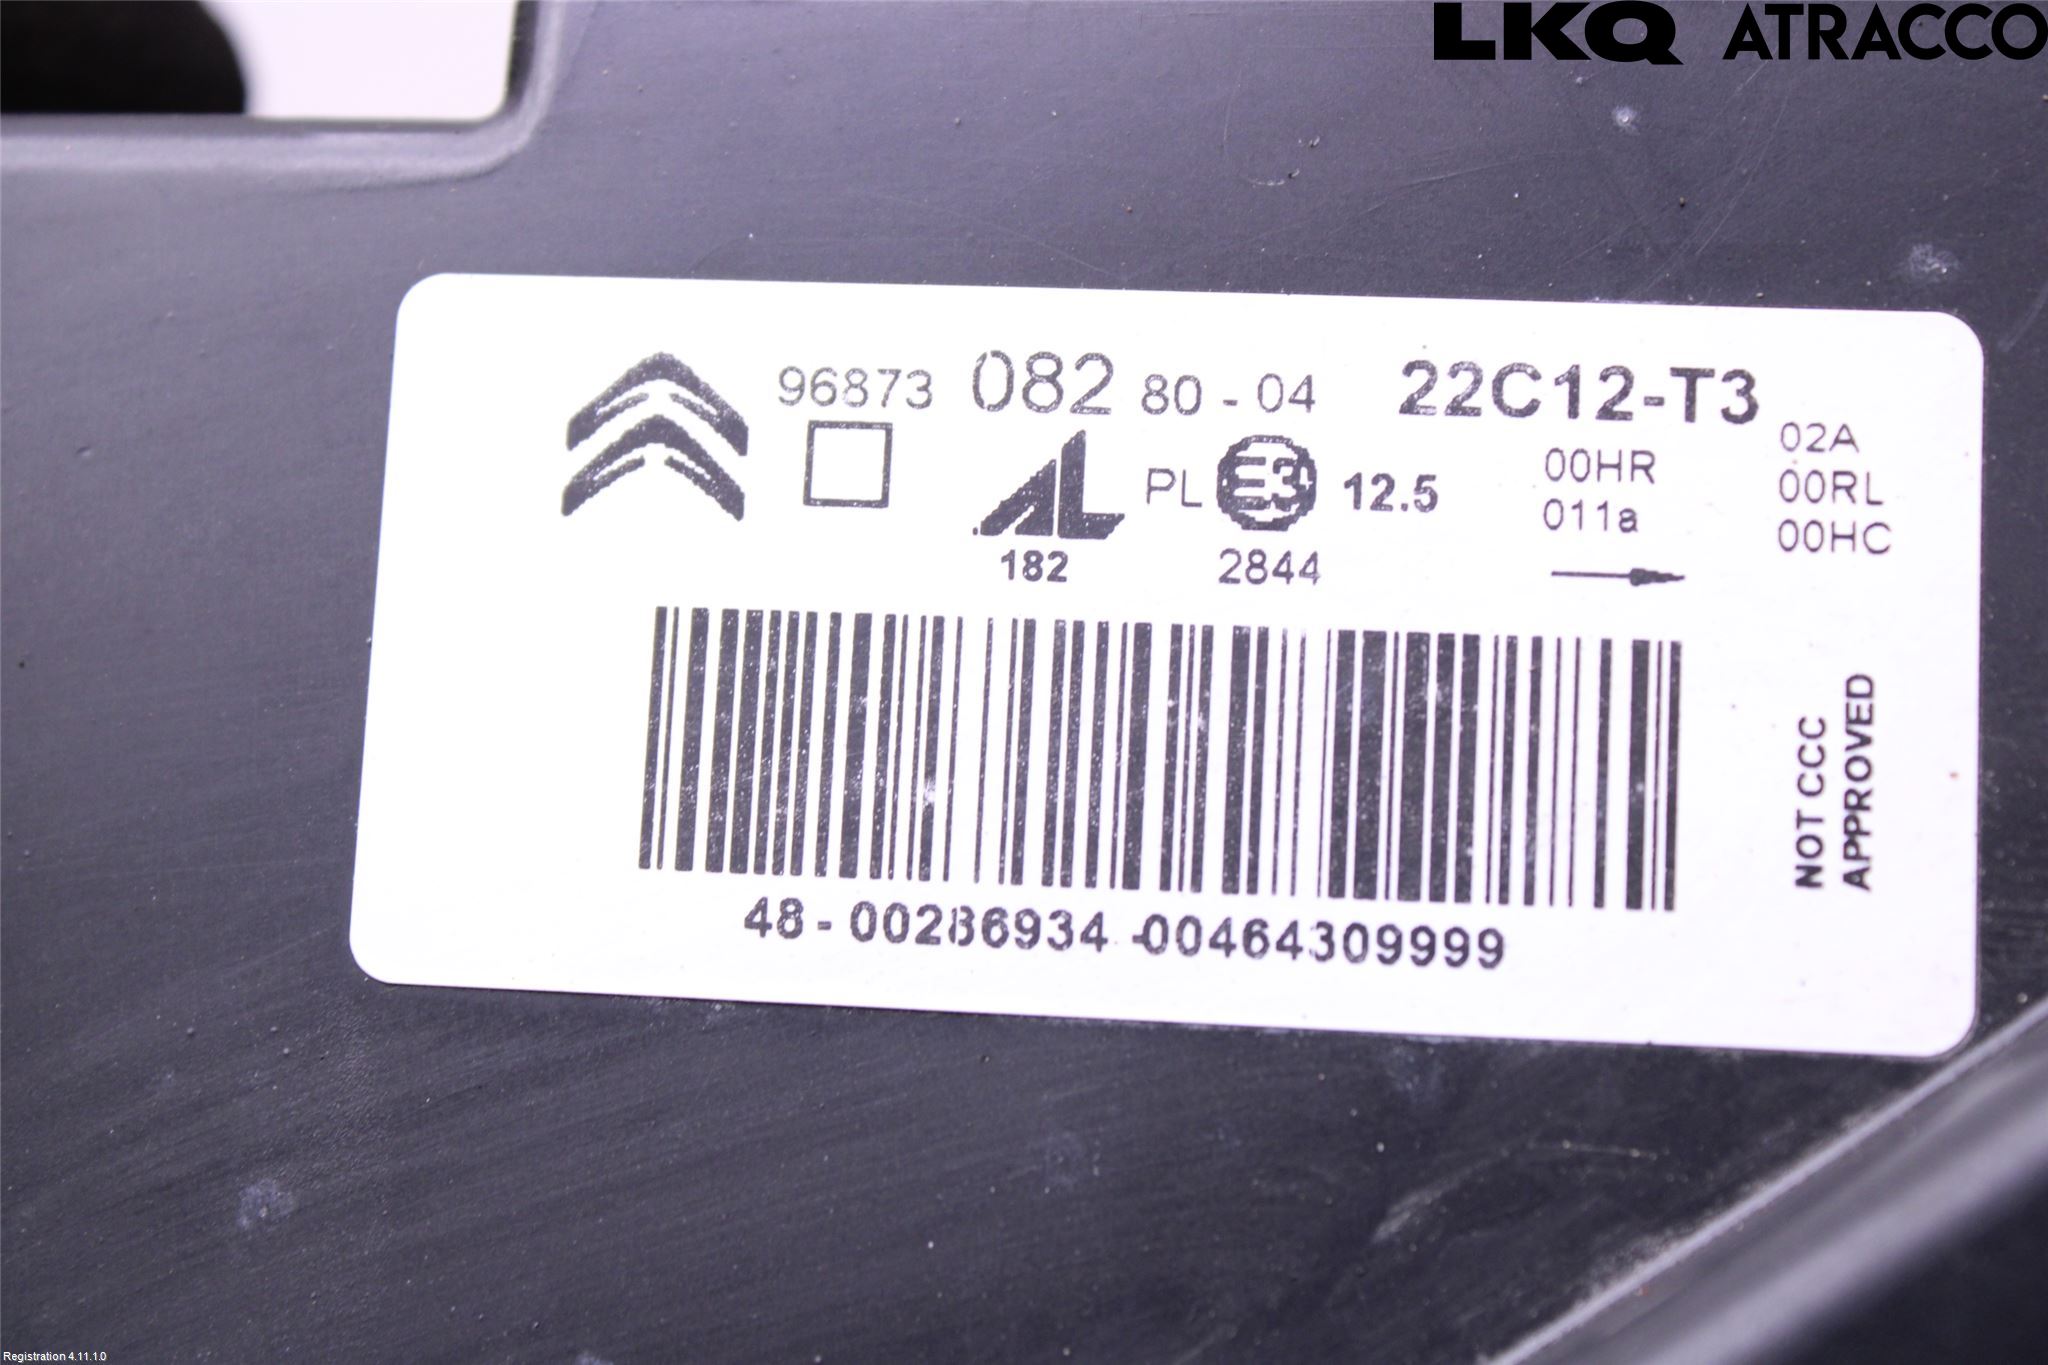 LKQ ATRACCO
96873 082 80 - 04 22C12-T3
AL PL E3 12.5 00HR 02A
011a 00RL
182 2844 00HC
NOT CCC
APPROVED
48 - 00286934 -00464309999
Registration 4.11.1.0